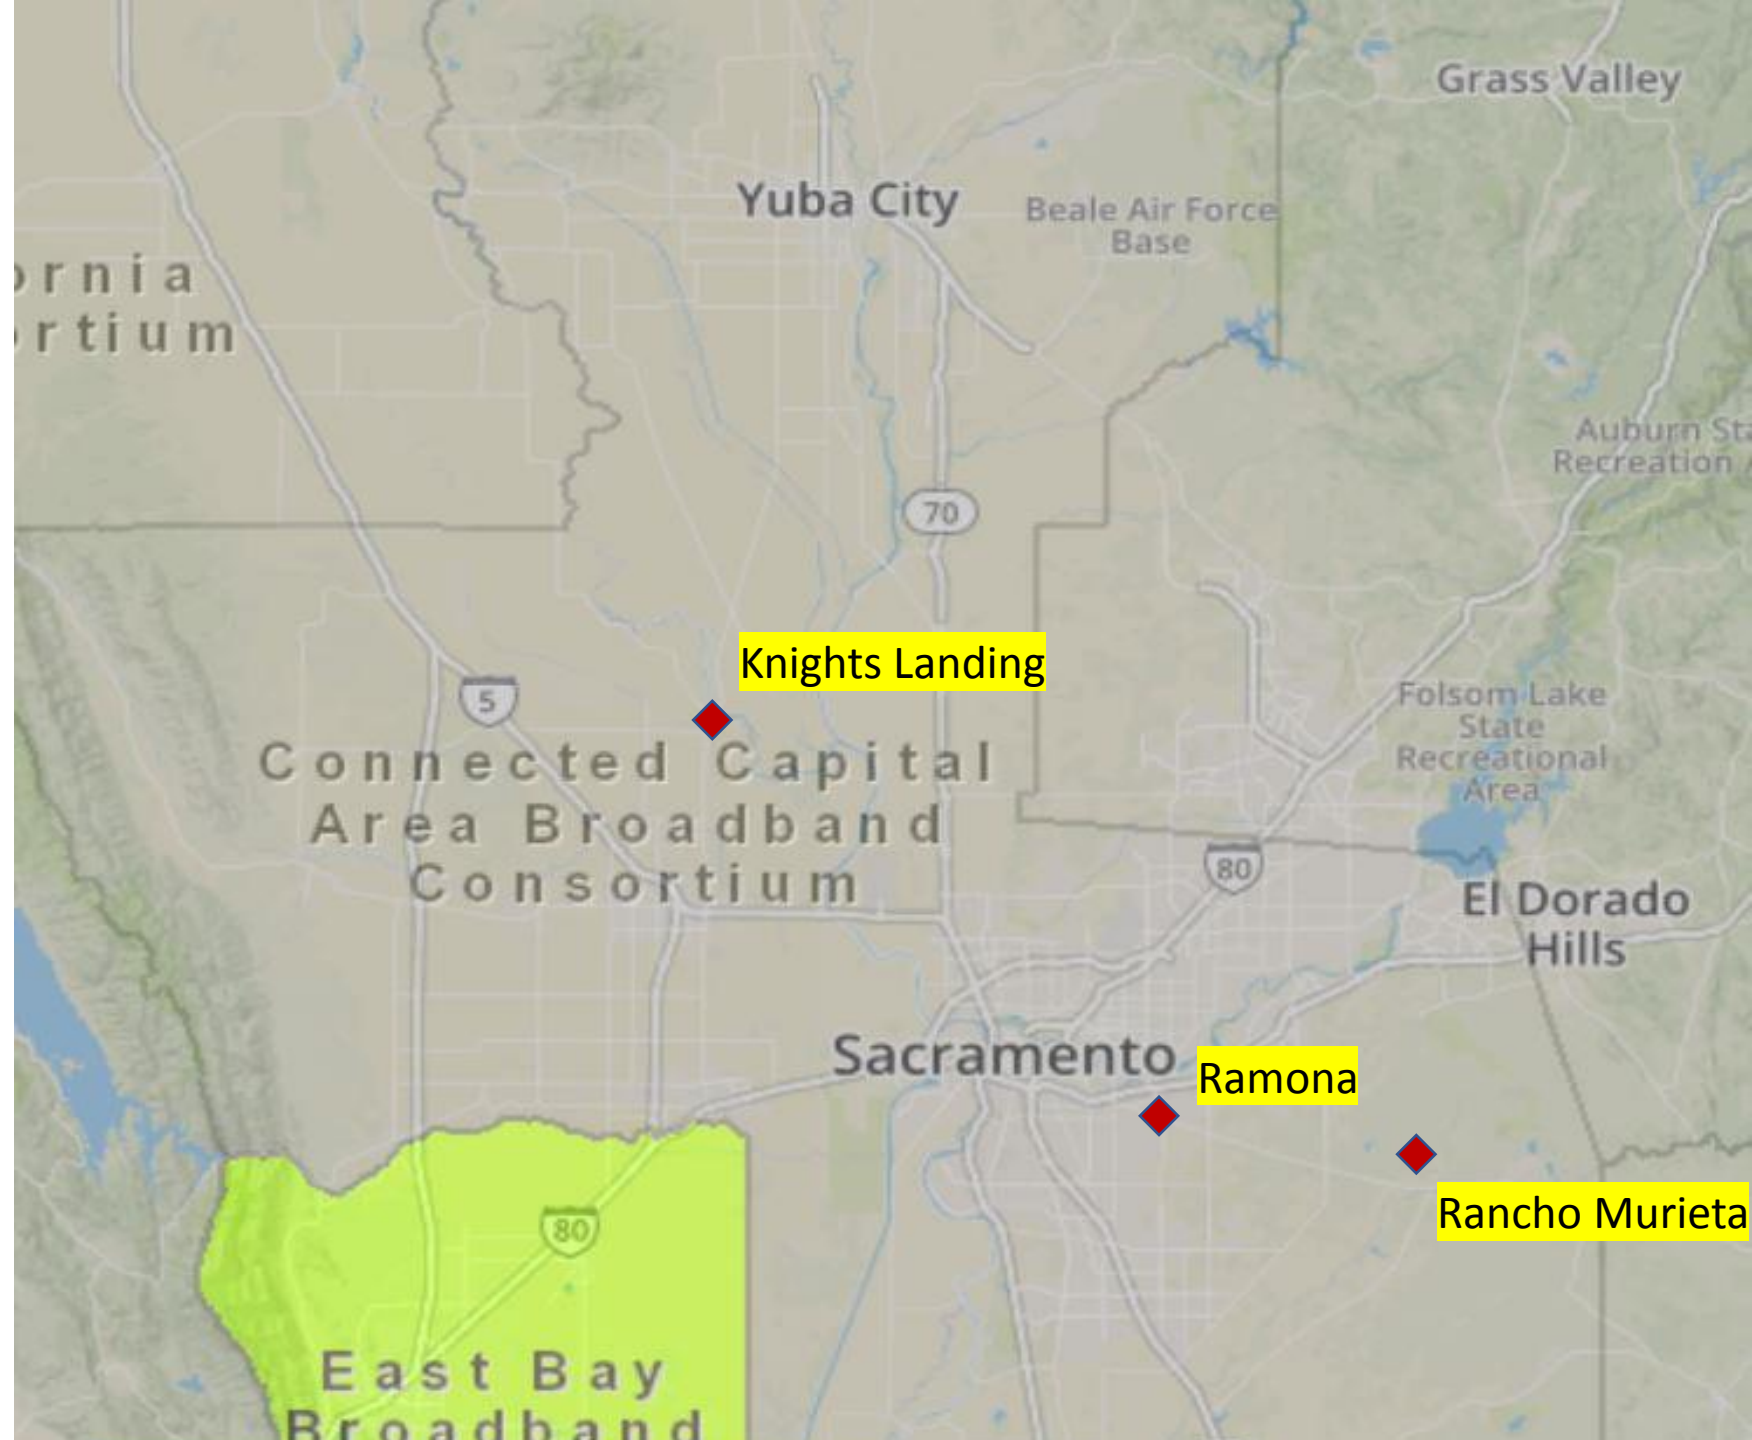 Grass Valley
Yuba City
Beale Air Force
Base
ornia
ortium
Auburn Sta
Recreation A
70
Knights Landing
5
Folsom Lake
State
Recreational
Area
Connected Capital
Area Broadband
Consortium
80
El Dorado
Hills
Sacramento
Ramona
Rancho Murieta
80
East Bay
Broadband